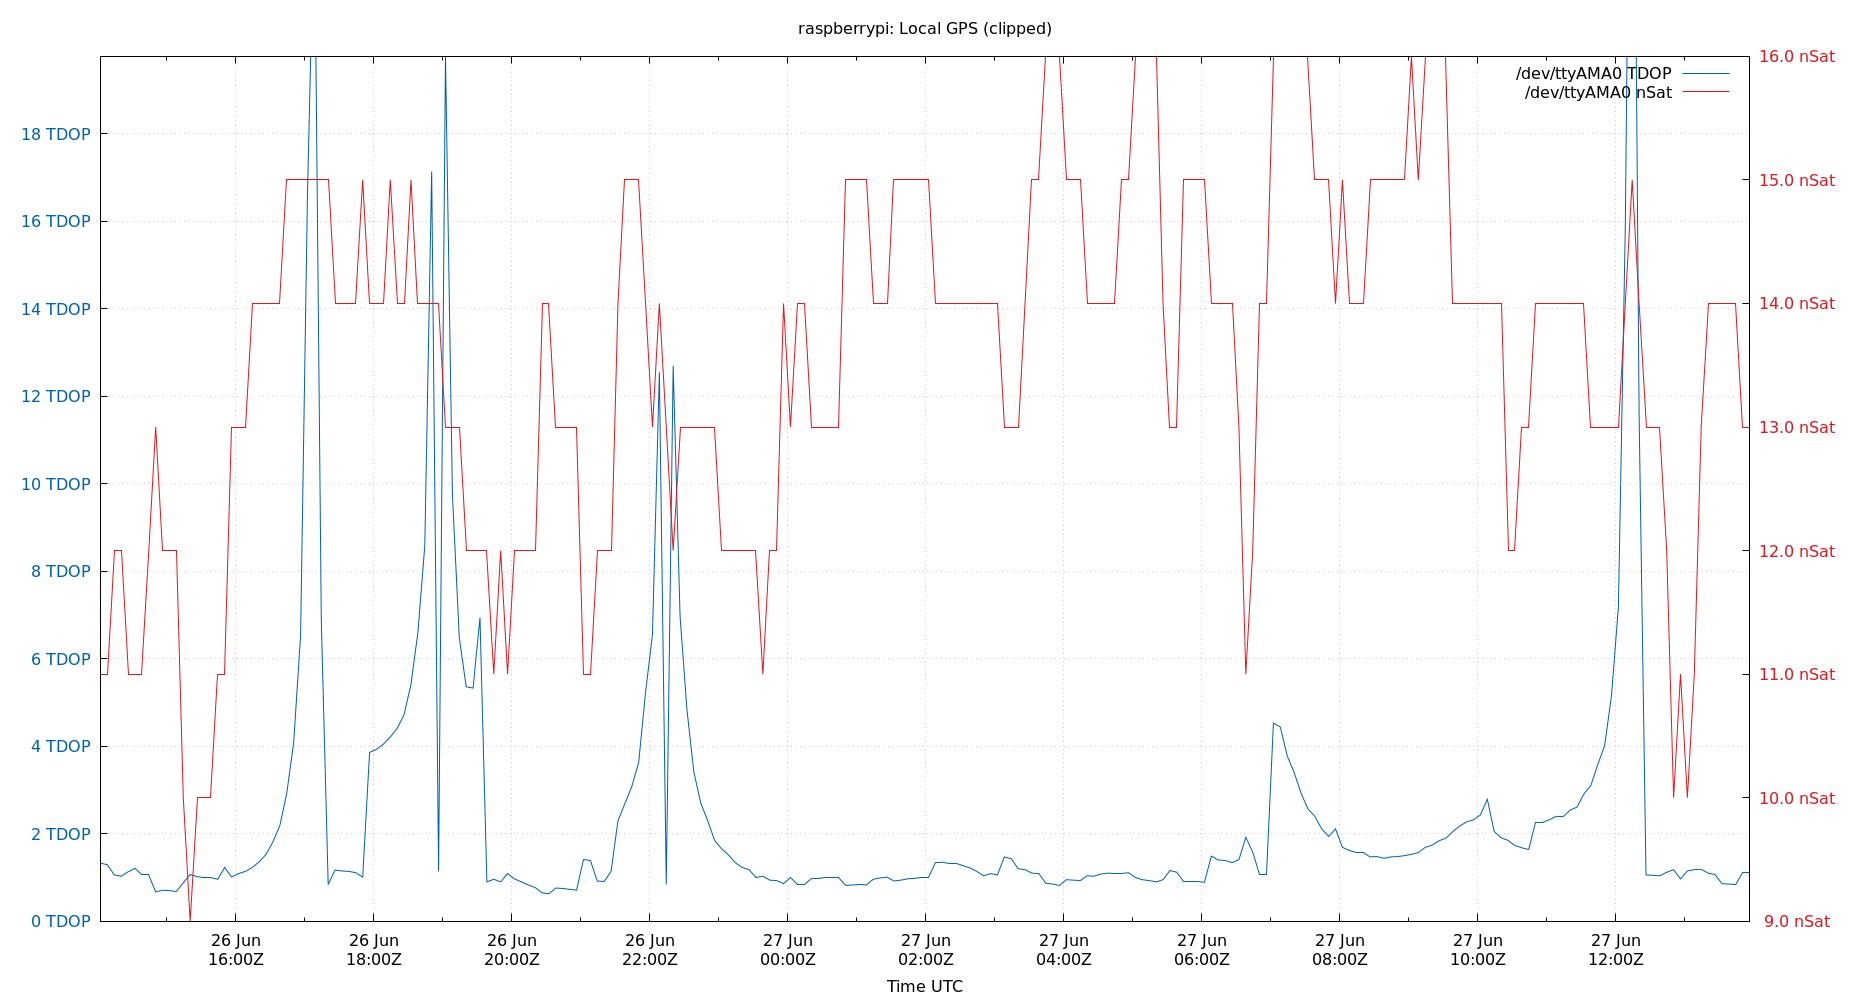 raspberrypi: Local GPS (clipped)
/dev/ttyAMA0 TDOP
/dev/ttyAMA0 nSat
18 TDOP
16 TDOP
14 TDOP
12 TDOP
10 TDOP
8 TDOP
6 TDOP
4 TDOP
2 TDOP
0 TDOP
16.0 nSat
15.0 nSat
14.0 nSat
13.0 nSat
12.0 nSat
11.0 nSat
10.0 nSat
9.0 nSat
26 Jun
16:00Z
26 Jun
18:00Z
26 Jun
20:00Z
26 Jun
22:00Z
27 Jun
00:00Z
27 Jun
02:00Z
27 Jun
04:00Z
27 Jun
06:00Z
27 Jun
08:00Z
27 Jun
10:00Z
27 Jun
12:00Z
Time UTC